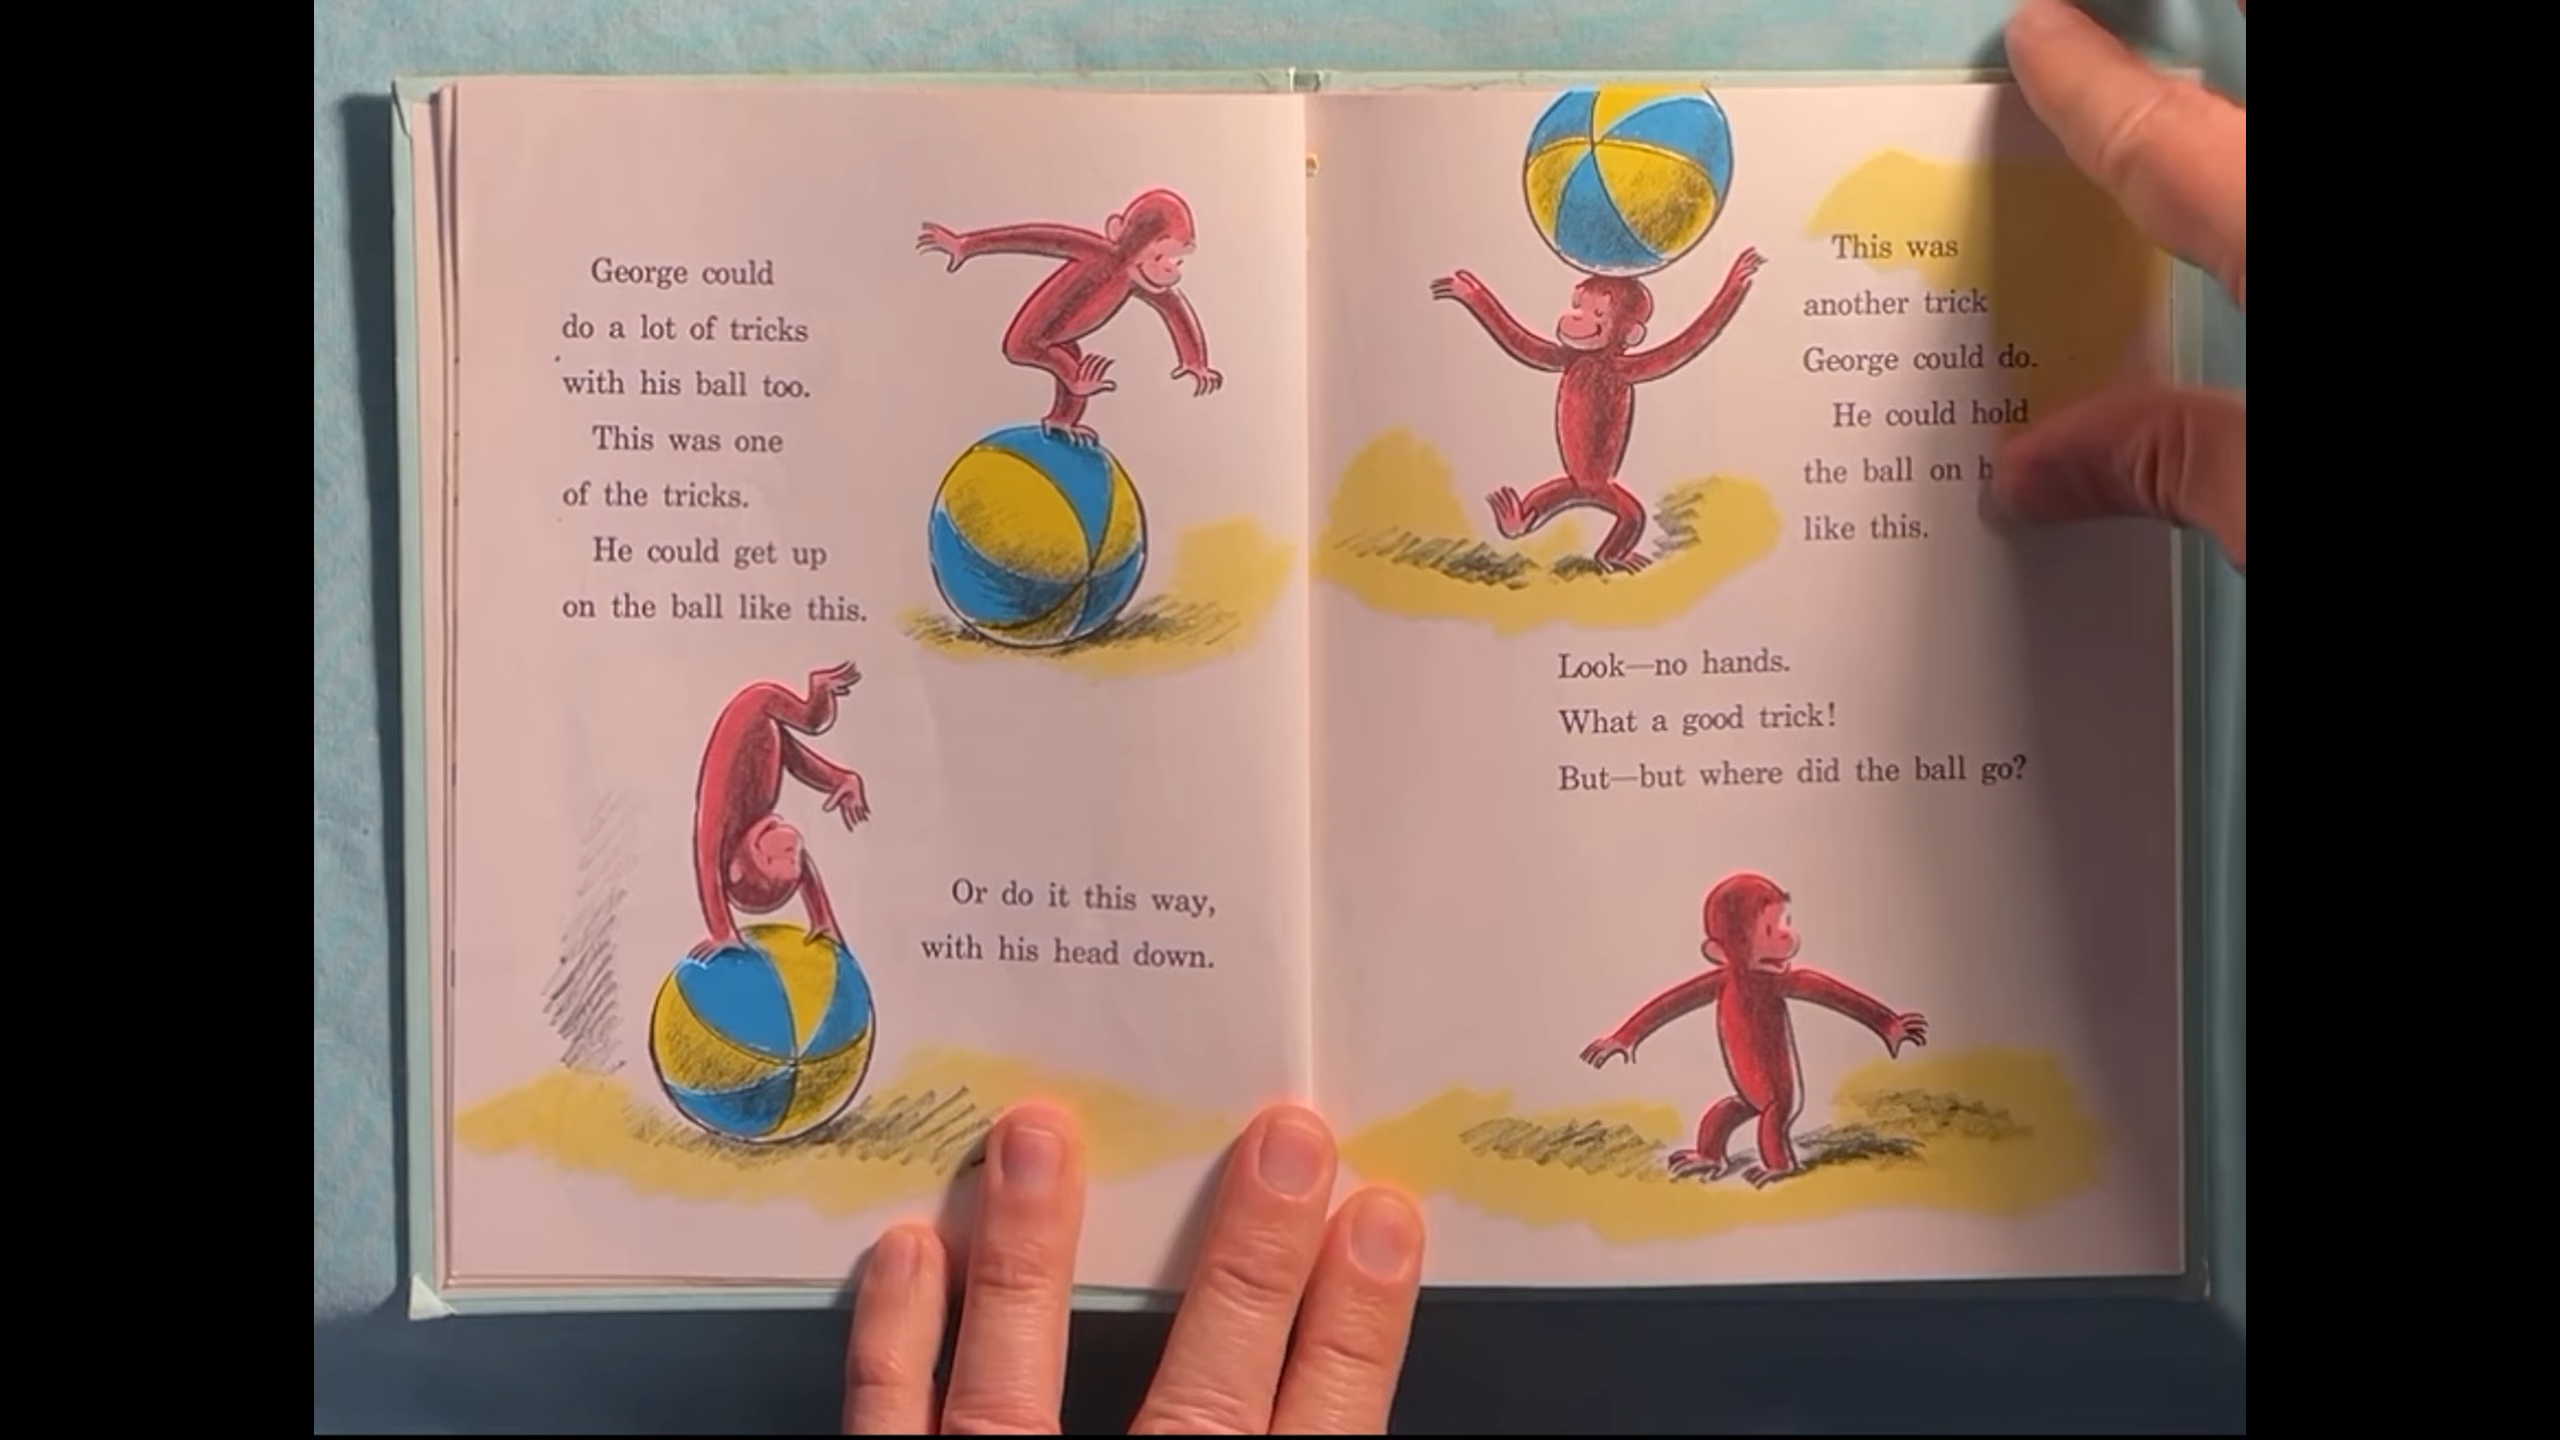 George could
do a lot of tricks
with his ball too.
This was one
of the tricks.
He could get up
on the ball like this.
Or do it this way,
with his head down.
This was
another trick
George could do.
He could hold
the ball on
like this.
Look—no hands.
What a good trick!
But—but where did the ball go?